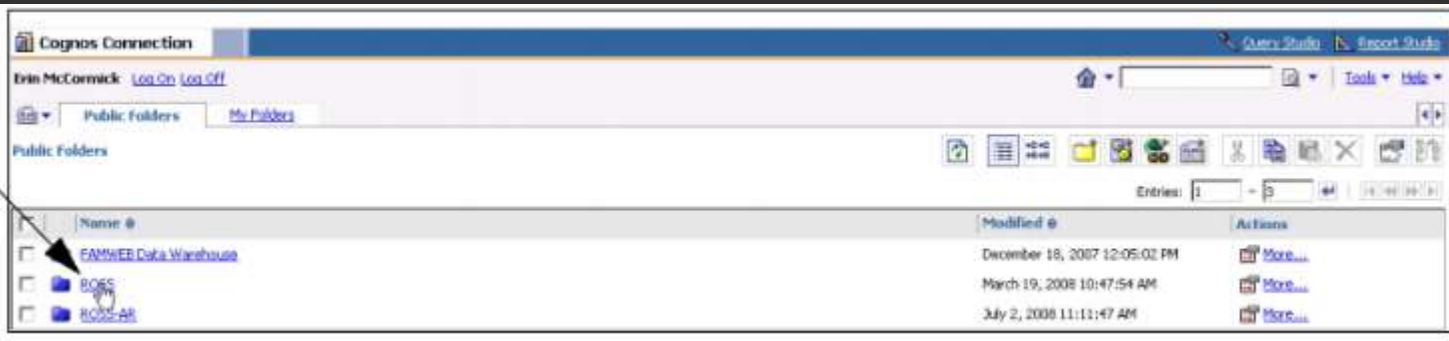 Cognos Connection Query Studio Report Studio
Erin McCormick Log On Log Off Tools Help
Public Folders My Folders
Public Folders
Entries: 1 - 3
Name Modified Actions
FAMWEB Data Warehouse December 18, 2007 12:05:02 PM More...
ROSS March 19, 2008 10:47:54 AM More...
ROSS-AR July 2, 2008 11:11:47 AM More...